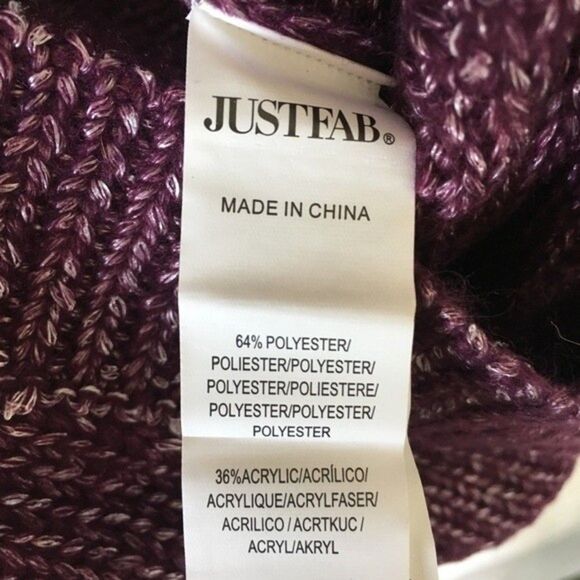 JUSTFAB®
MADE IN CHINA
64% POLYESTER/
POLIESTER/POLYESTER/
POLYESTER/POLIESTERE/
POLYESTER/POLYESTER/
POLYESTER
36%ACRYLIC/ACRÍLICO/
ACRYLIQUE/ACRYLFASER/
ACRILICO / ACRTKUC /
ACRYL/AKRYL